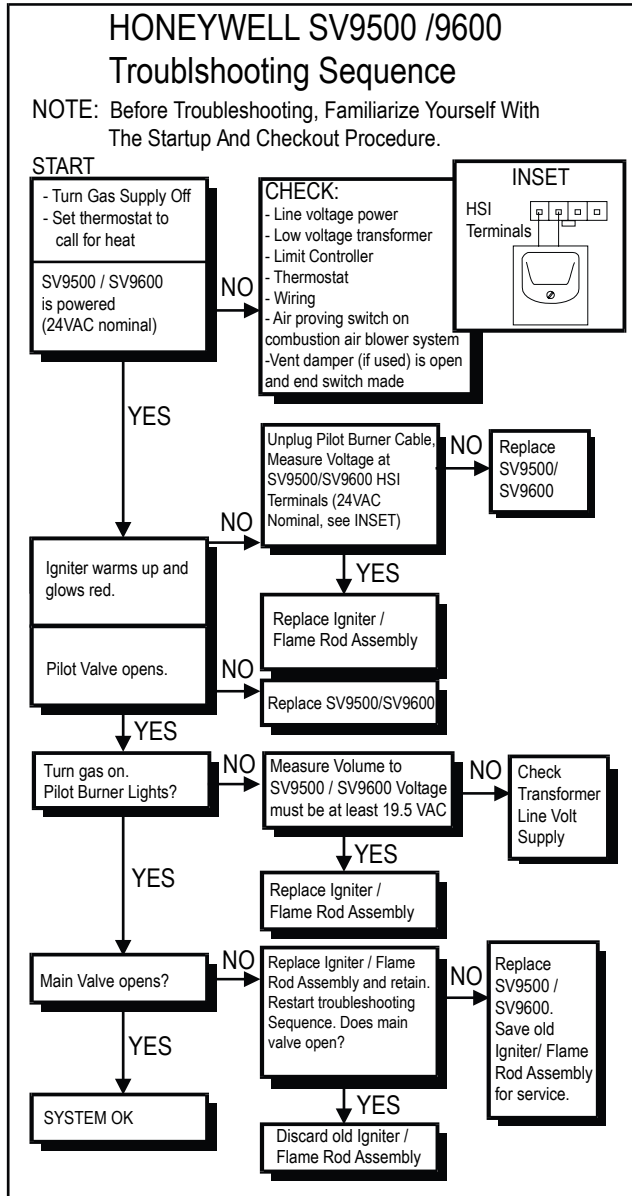 HONEYWELL SV9500 /9600
Troublshooting Sequence
NOTE: Before Troubleshooting, Familiarize Yourself With
The Startup And Checkout Procedure.
START
- Turn Gas Supply Off
- Set thermostat to
call for heat
SV9500 / SV9600
is powered
(24VAC nominal)
NO
CHECK:
- Line voltage power
- Low voltage transformer
- Limit Controller
- Thermostat
- Wiring
- Air proving switch on
combustion air blower system
-Vent damper (if used) is open
and end switch made
INSET
HSI
Terminals
YES
Igniter warms up and
glows red.
NO
Unplug Pilot Burner Cable,
Measure Voltage at
SV9500/SV9600 HSI
Terminals (24VAC
Nominal, see INSET)
NO
Replace
SV9500/
SV9600
YES
Replace Igniter /
Flame Rod Assembly
Pilot Valve opens.
NO
Replace SV9500/SV9600
YES
Turn gas on.
Pilot Burner Lights?
NO
Measure Volume to
SV9500 / SV9600 Voltage
must be at least 19.5 VAC
NO
Check
Transformer
Line Volt
Supply
YES
Replace Igniter /
Flame Rod Assembly
YES
Main Valve opens?
NO
Replace Igniter / Flame
Rod Assembly and retain.
Restart troubleshooting
Sequence. Does main
valve open?
NO
Replace
SV9500 /
SV9600.
Save old
Igniter/ Flame
Rod Assembly
for service.
YES
Discard old Igniter /
Flame Rod Assembly
YES
SYSTEM OK